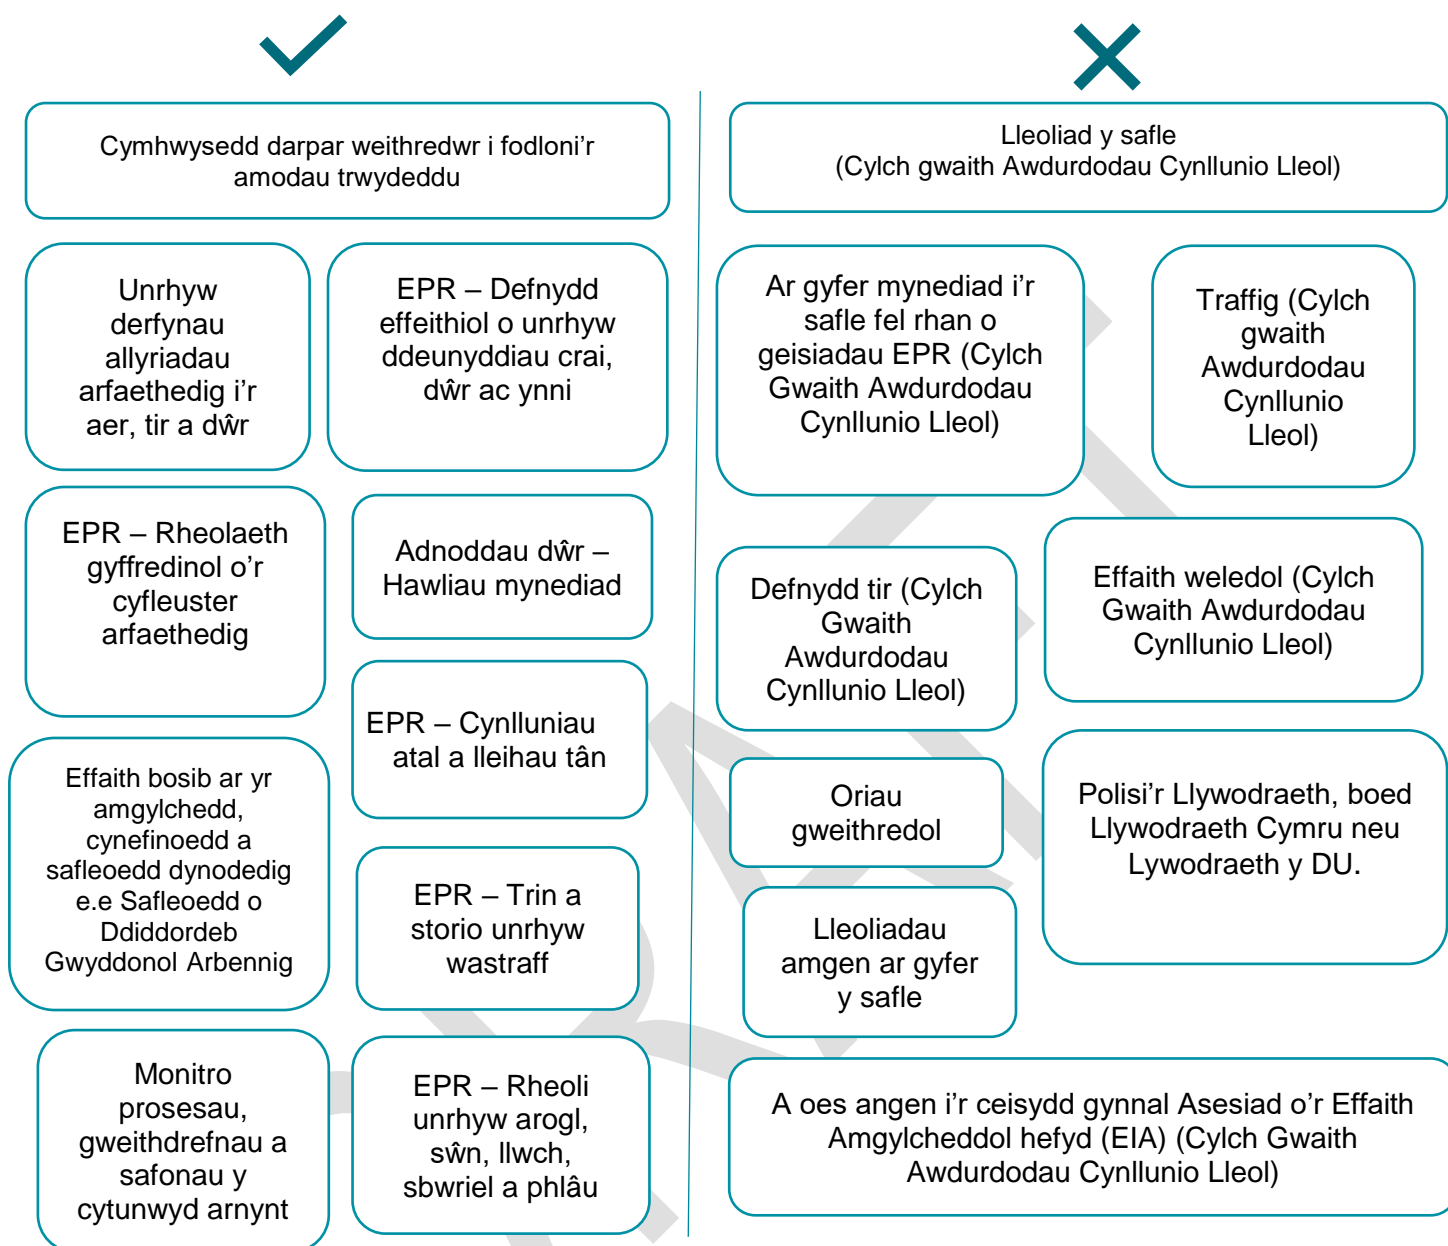 Cymhwysedd darpar weithredwr i fodloni'r
amodau trwydeddu
Unrhyw
derfynau
allyriadau
arfaethedig i'r
aer, tir a dŵr
EPR – Defnydd
effeithiol o unrhyw
ddeunyddiau crai,
dŵr ac ynni
EPR – Rheolaeth
gyffredinol o'r
cyfleuster
arfaethedig
Adnoddau dŵr –
Hawliau mynediad
EPR – Cynlluniau
atal a lleihau tân
Effaith bosib ar yr
amgylchedd,
cynefinoedd a
safleoedd dynodedig
e.e Safleoedd o
Ddiddordeb
Gwyddonol Arbennig
EPR – Trin a
storio unrhyw
wastraff
Monitro
prosesau,
gweithdrefnau a
safonau y
cytunwyd arnynt
EPR – Rheoli
unrhyw arogl,
sŵn, llwch,
sbwriel a phlâu
Lleoliad y safle
(Cylch gwaith Awdurdodau Cynllunio Lleol)
Ar gyfer mynediad i'r
safle fel rhan o
geisiadau EPR (Cylch
Gwaith Awdurdodau
Cynllunio Lleol)
Traffig (Cylch
gwaith
Awdurdodau
Cynllunio
Lleol)
Defnydd tir (Cylch
Gwaith
Awdurdodau
Cynllunio Lleol)
Effaith weledol (Cylch
Gwaith Awdurdodau
Cynllunio Lleol)
Oriau
gweithredol
Polisi'r Llywodraeth, boed
Llywodraeth Cymru neu
Lywodraeth y DU.
Lleoliadau
amgen ar gyfer
y safle
A oes angen i'r ceisydd gynnal Asesiad o'r Effaith
Amgylcheddol hefyd (EIA) (Cylch Gwaith
Awdurdodau Cynllunio Lleol)